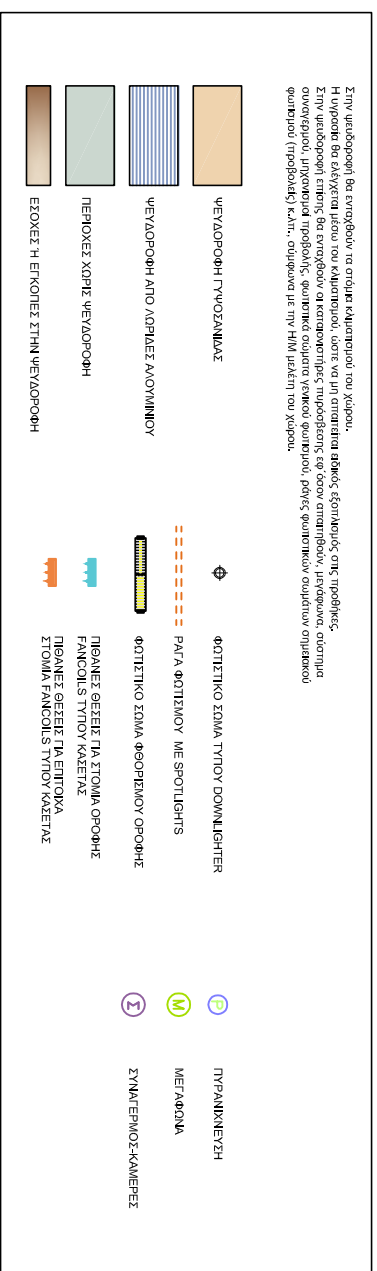 Στην ψευδοροφή θα ενταχθούν τα στόμια κλιματισμού του χώρου.
Η υγρασία θα ελέγχεται μέσω του κλιματισμού, ώστε να μη απαιτείται ειδικός εξοπλισμός στις προθήκες.
Στην ψευδοροφή επίσης θα ενταχθούν οι καταιονιστήρες πυρόσβεσης εφ΄όσον απαιτηθούν, μεγάφωνα, σύστημα
συναγερμού, μηχανισμοί προβολής, φωτιστικά σώματα γενικού φωτισμού, ράγες φωτιστικών σωμάτων σημειακού
φωτισμού (προβολείς) κ.λπ., σύμφωνα με την Η/Μ μελέτη του χώρου.
ΨΕΥΔΟΡΟΦΗ ΓΥΨΟΣΑΝΙΔΑΣ
ΨΕΥΔΟΡΟΦΗ ΑΠΟ ΛΩΡΙΔΕΣ ΑΛΟΥΜΙΝΙΟΥ
ΠΕΡΙΟΧΕΣ ΧΩΡΙΣ ΨΕΥΔΟΡΟΦΗ
ΕΣΟΧΕΣ Ή ΕΓΚΟΠΕΣ ΣΤΗΝ ΨΕΥΔΟΡΟΦΗ
ΦΩΤΙΣΤΙΚΟ ΣΩΜΑ ΤΥΠΟΥ DOWNLIGHTER
ΡΑΓΑ ΦΩΤΙΣΜΟΥ ΜΕ SPOTLIGHTS
ΦΩΤΙΣΤΙΚΟ ΣΩΜΑ ΦΘΟΡΙΣΜΟΥ ΟΡΟΦΗΣ
ΠΙΘΑΝΕΣ ΘΕΣΕΙΣ ΓΙΑ ΣΤΟΜΙΑ ΟΡΟΦΗΣ
FANCOILS ΤΥΠΟΥ ΚΑΣΕΤΑΣ
ΠΙΘΑΝΕΣ ΘΕΣΕΙΣ ΓΙΑ ΕΠΙΤΟΙΧΑ
ΣΤΟΜΙΑ FANCOILS ΤΥΠΟΥ ΚΑΣΕΤΑΣ
P ΠΥΡΑΝΙΧΝΕΥΣΗ
M ΜΕΓΑΦΩΝΑ
Σ ΣΥΝΑΓΕΡΜΟΣ-ΚΑΜΕΡΕΣ